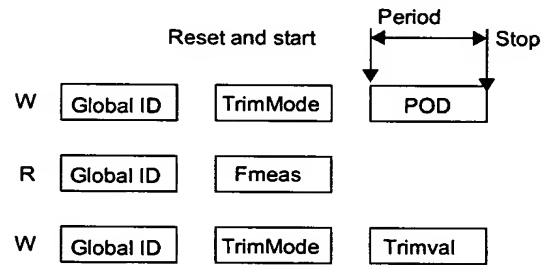 Period
Reset and start Stop
W Global ID TrimMode POD
R Global ID Fmeas
W Global ID TrimMode Trimval